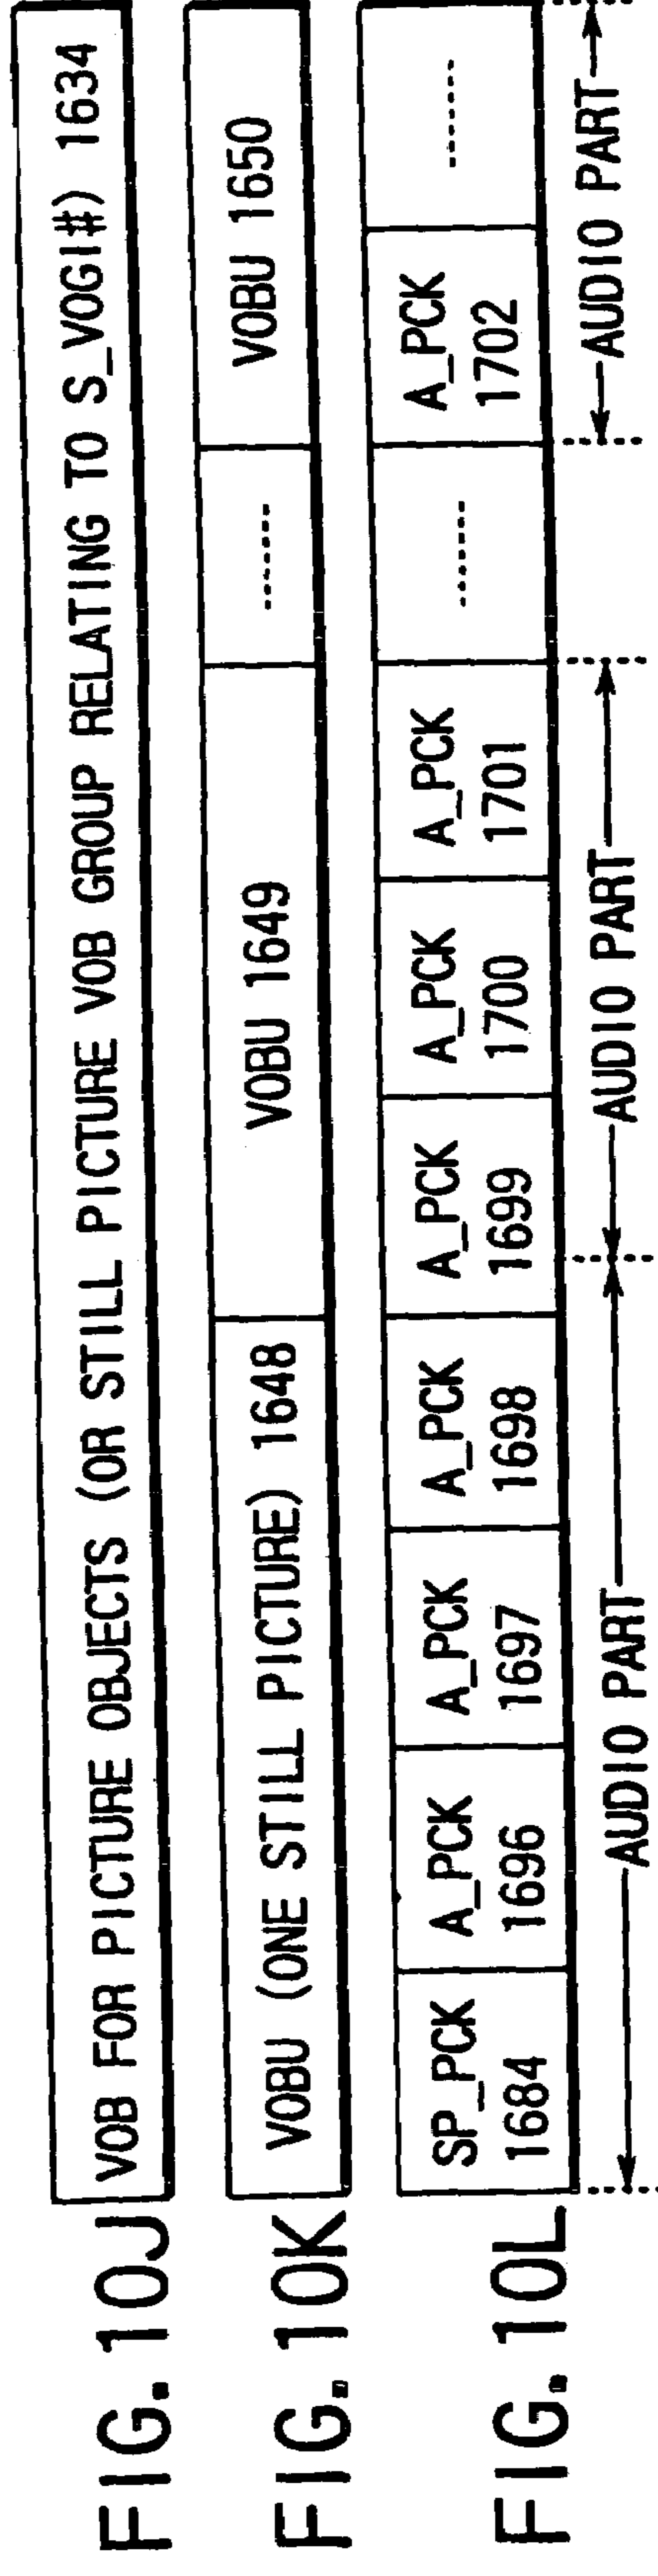 FIG. 10J
VOB FOR PICTURE OBJECTS (OR STILL PICTURE VOB GROUP RELATING TO S_VOGI#) 1634
FIG. 10K
VOBU (ONE STILL PICTURE) 1648
VOBU 1649
-------
VOBU 1650
FIG. 10L
SP_PCK
1684
A_PCK
1696
A_PCK
1697
A_PCK
1698
A_PCK
1699
A_PCK
1700
A_PCK
1701
-------
A_PCK
1702
-------
AUDIO PART
AUDIO PART
AUDIO PART